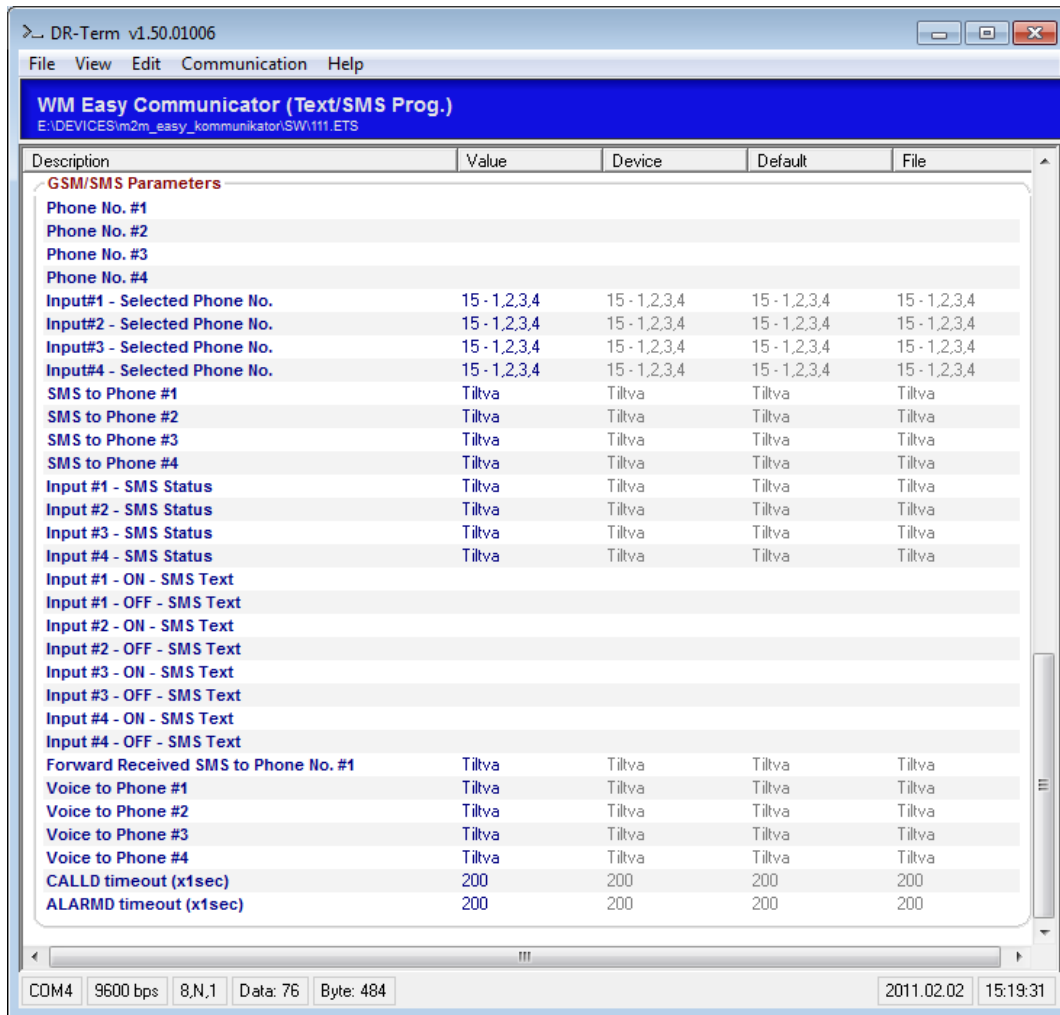 DR-Term v1.50.01006
File View Edit Communication Help
WM Easy Communicator (Text/SMS Prog.)
E:\DEVICES\m2m_easy_kommunikator\SW\111.ETS
Description Value Device Default File
GSM/SMS Parameters
Phone No. #1
Phone No. #2
Phone No. #3
Phone No. #4
Input#1 - Selected Phone No. 15 - 1,2,3,4 15 - 1,2,3,4 15 - 1,2,3,4 15 - 1,2,3,4
Input#2 - Selected Phone No. 15 - 1,2,3,4 15 - 1,2,3,4 15 - 1,2,3,4 15 - 1,2,3,4
Input#3 - Selected Phone No. 15 - 1,2,3,4 15 - 1,2,3,4 15 - 1,2,3,4 15 - 1,2,3,4
Input#4 - Selected Phone No. 15 - 1,2,3,4 15 - 1,2,3,4 15 - 1,2,3,4 15 - 1,2,3,4
SMS to Phone #1 Tiltva Tiltva Tiltva Tiltva
SMS to Phone #2 Tiltva Tiltva Tiltva Tiltva
SMS to Phone #3 Tiltva Tiltva Tiltva Tiltva
SMS to Phone #4 Tiltva Tiltva Tiltva Tiltva
Input #1 - SMS Status Tiltva Tiltva Tiltva Tiltva
Input #2 - SMS Status Tiltva Tiltva Tiltva Tiltva
Input #3 - SMS Status Tiltva Tiltva Tiltva Tiltva
Input #4 - SMS Status Tiltva Tiltva Tiltva Tiltva
Input #1 - ON - SMS Text
Input #1 - OFF - SMS Text
Input #2 - ON - SMS Text
Input #2 - OFF - SMS Text
Input #3 - ON - SMS Text
Input #3 - OFF - SMS Text
Input #4 - ON - SMS Text
Input #4 - OFF - SMS Text
Forward Received SMS to Phone No. #1 Tiltva Tiltva Tiltva Tiltva
Voice to Phone #1 Tiltva Tiltva Tiltva Tiltva
Voice to Phone #2 Tiltva Tiltva Tiltva Tiltva
Voice to Phone #3 Tiltva Tiltva Tiltva Tiltva
Voice to Phone #4 Tiltva Tiltva Tiltva Tiltva
CALLD timeout (x1sec) 200 200 200 200
ALARMD timeout (x1sec) 200 200 200 200
COM4 9600 bps 8,N,1 Data: 76 Byte: 484 2011.02.02 15:19:31